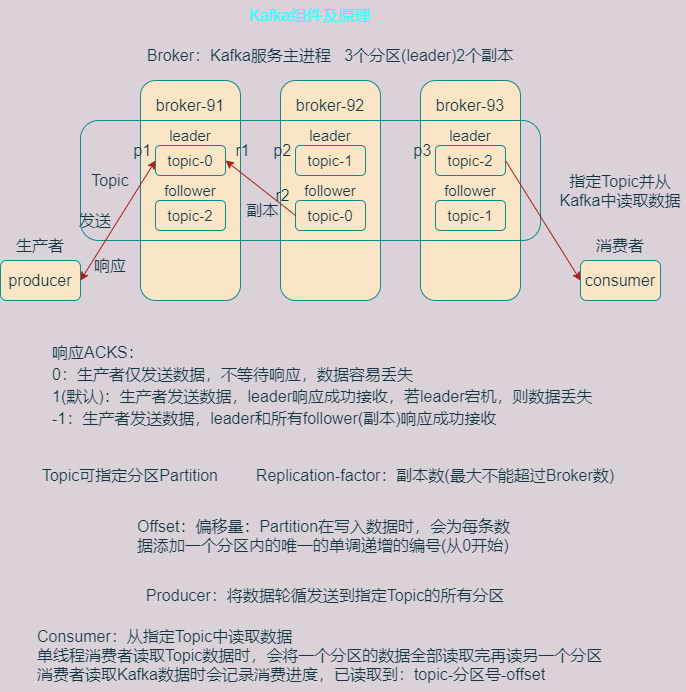 Kafka组件及原理
Broker：Kafka服务主进程 3个分区(leader)2个副本
broker-91 broker-92 broker-93
leader leader leader
p1 topic-0 r1 p2 topic-1 p3 topic-2
Topic
follower r2 follower follower
topic-2 副本 topic-0 topic-1
指定Topic并从
Kafka中读取数据
发送
生产者 消费者
响应
producer consumer
响应ACKS：
0：生产者仅发送数据，不等待响应，数据容易丢失
1(默认)：生产者发送数据，leader响应成功接收，若leader宕机，则数据丢失
-1：生产者发送数据，leader和所有follower(副本)响应成功接收
Topic可指定分区Partition Replication-factor：副本数(最大不能超过Broker数)
Offset：偏移量：Partition在写入数据时，会为每条数
据添加一个分区内的唯一的单调递增的编号(从0开始)
Producer：将数据轮循发送到指定Topic的所有分区
Consumer：从指定Topic中读取数据
单线程消费者读取Topic数据时，会将一个分区的数据全部读取完再读另一个分区
消费者读取Kafka数据时会记录消费进度，已读取到：topic-分区号-offset